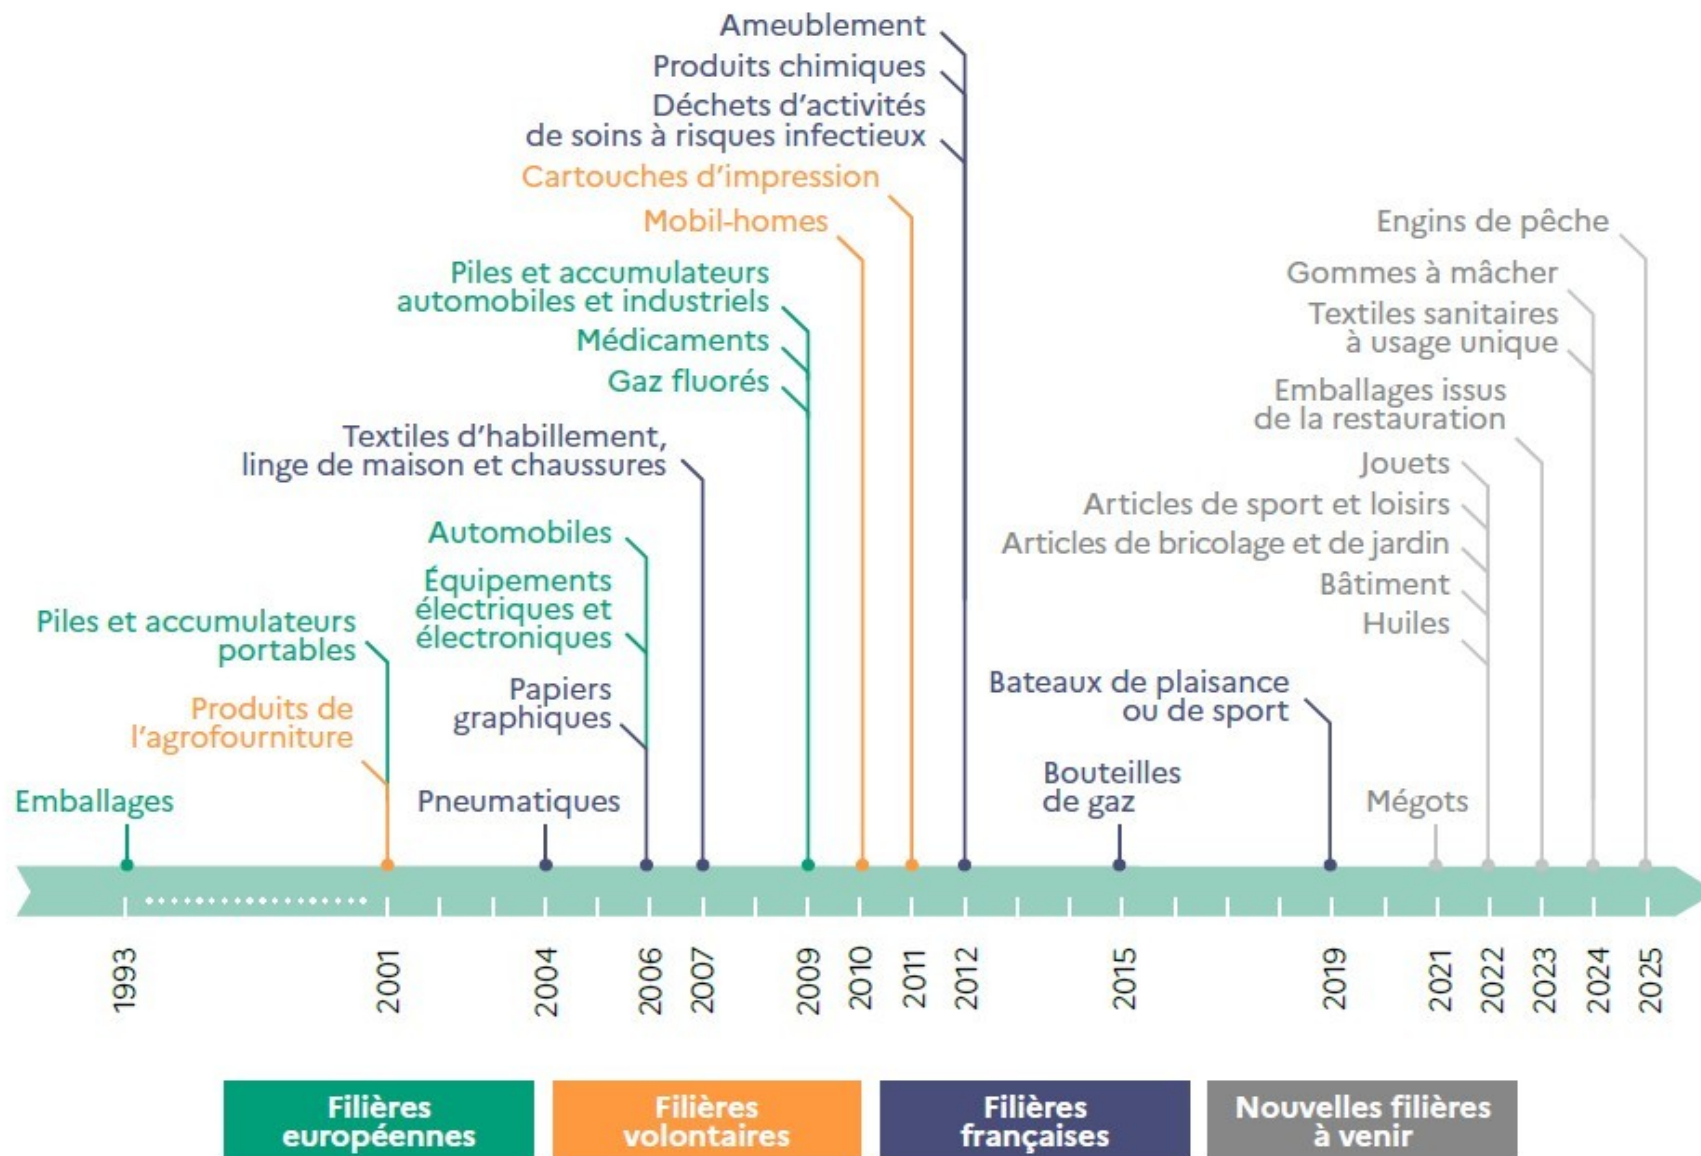 Ameublement
Produits chimiques
Déchets d'activités
de soins à risques infectieux
Cartouches d'impression
Mobil-homes
Piles et accumulateurs
automobiles et industriels
Médicaments
Gaz fluorés
Textiles d'habillement,
linge de maison et chaussures
Automobiles
Équipements
électriques et
électroniques
Piles et accumulateurs
portables
Papiers
graphiques
Produits de
l'agrofourniture
Emballages
Pneumatiques
Engins de pêche
Gommes à mâcher
Textiles sanitaires
à usage unique
Emballages issus
de la restauration
Jouets
Articles de sport et loisirs
Articles de bricolage et de jardin
Bâtiment
Huiles
Bateaux de plaisance
ou de sport
Bouteilles
de gaz
Mégots
1993
2001
2004
2006
2007
2009
2010
2011
2012
2015
2019
2021
2022
2023
2024
2025
Filières
européennes
Filières
volontaires
Filières
françaises
Nouvelles filières
à venir